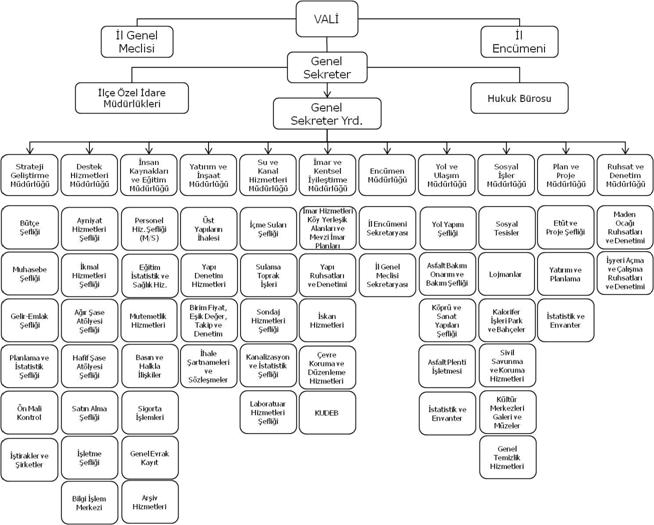 VALİ
İl Genel
Meclisi
İl
Encümeni
Genel
Sekreter
İlçe Özel İdare
Müdürlükleri
Hukuk Bürosu
Genel
Sekreter Yrd.
Strateji
Geliştirme
Müdürlüğü
Destek
Hizmetleri
Müdürlüğü
İnsan
Kaynakları
ve Eğitim
Müdürlüğü
Yatırım ve
İnşaat
Müdürlüğü
Su ve
Kanal
Hizmetleri
Müdürlüğü
İmar ve
Kentsel
İyileştirme
Müdürlüğü
Encümen
Müdürlüğü
Yol ve
Ulaşım
Müdürlüğü
Sosyal
İşler
Müdürlüğü
Plan ve
Proje
Müdürlüğü
Ruhsat ve
Denetim
Müdürlüğü
Bütçe
Şefliği
Ayniyat
Hizmetleri
Şefliği
Personel
Hiz. Şefliği
(M/S)
Üst
Yapıların
İhalesi
İçme Suları
Şefliği
İmar Hizmetleri
Köy Yerleşik
Alanları ve
Mevzi İmar
Planları
İl Encümeni
Sekretaryası
Yol Yapım
Şefliği
Sosyal
Tesisler
Etüt ve
Proje Şefliği
Maden
Ocağı
Ruhsatları
ve Denetimi
Muhasebe
Şefliği
İkmal
Hizmetleri
Şefliği
Eğitim
İstatistik ve
Sağlık Hiz.
Yapı
Denetim
Hizmetleri
Sulama
Toprak
İşleri
Yapı
Ruhsatları
ve Denetimi
İl Genel
Meclisi
Sekretaryası
Asfalt Bakım
Onarım ve
Bakım Şefliği
Lojmanlar
Yatırım ve
Planlama
İşyeri Açma
ve Çalışma
Ruhsatları
ve Denetimi
Gelir-Emlak
Şefliği
Ağır Şase
Atölyesi
Şefliği
Mutemetlik
Hizmetleri
Birim Fiyat,
Eşik Değer,
Takip ve
Denetim
Sondaj
Hizmetleri
Şefliği
İskan
Hizmetleri
Köprü ve
Sanat
Yapıları
Şefliği
Kalorifer
İşleri Park
ve Bahçeler
İstatistik ve
Envanter
Planlama ve
İstatistik
Şefliği
Hafif Şase
Atölyesi
Şefliği
Basın ve
Halkla
İlişkiler
İhale
Şartnameleri
ve
Sözleşmeler
Kanalizasyon
ve İstatistik
Şefliği
Çevre
Koruma ve
Düzenleme
Hizmetleri
Asfalt Plenti
İşletmesi
Sivil
Savunma
ve Koruma
Hizmetleri
Ön Mali
Kontrol
Satın Alma
Şefliği
Sigorta
İşlemleri
Laboratuar
Hizmetleri
Şefliği
KUDEB
İstatistik ve
Envanter
Kültür
Merkezleri
Galeri ve
Müzeler
İştirakler ve
Şirketler
İşletme
Şefliği
Genel Evrak
Kayıt
Genel
Temizlik
Hizmetleri
Bilgi İşlem
Merkezi
Arşiv
Hizmetleri